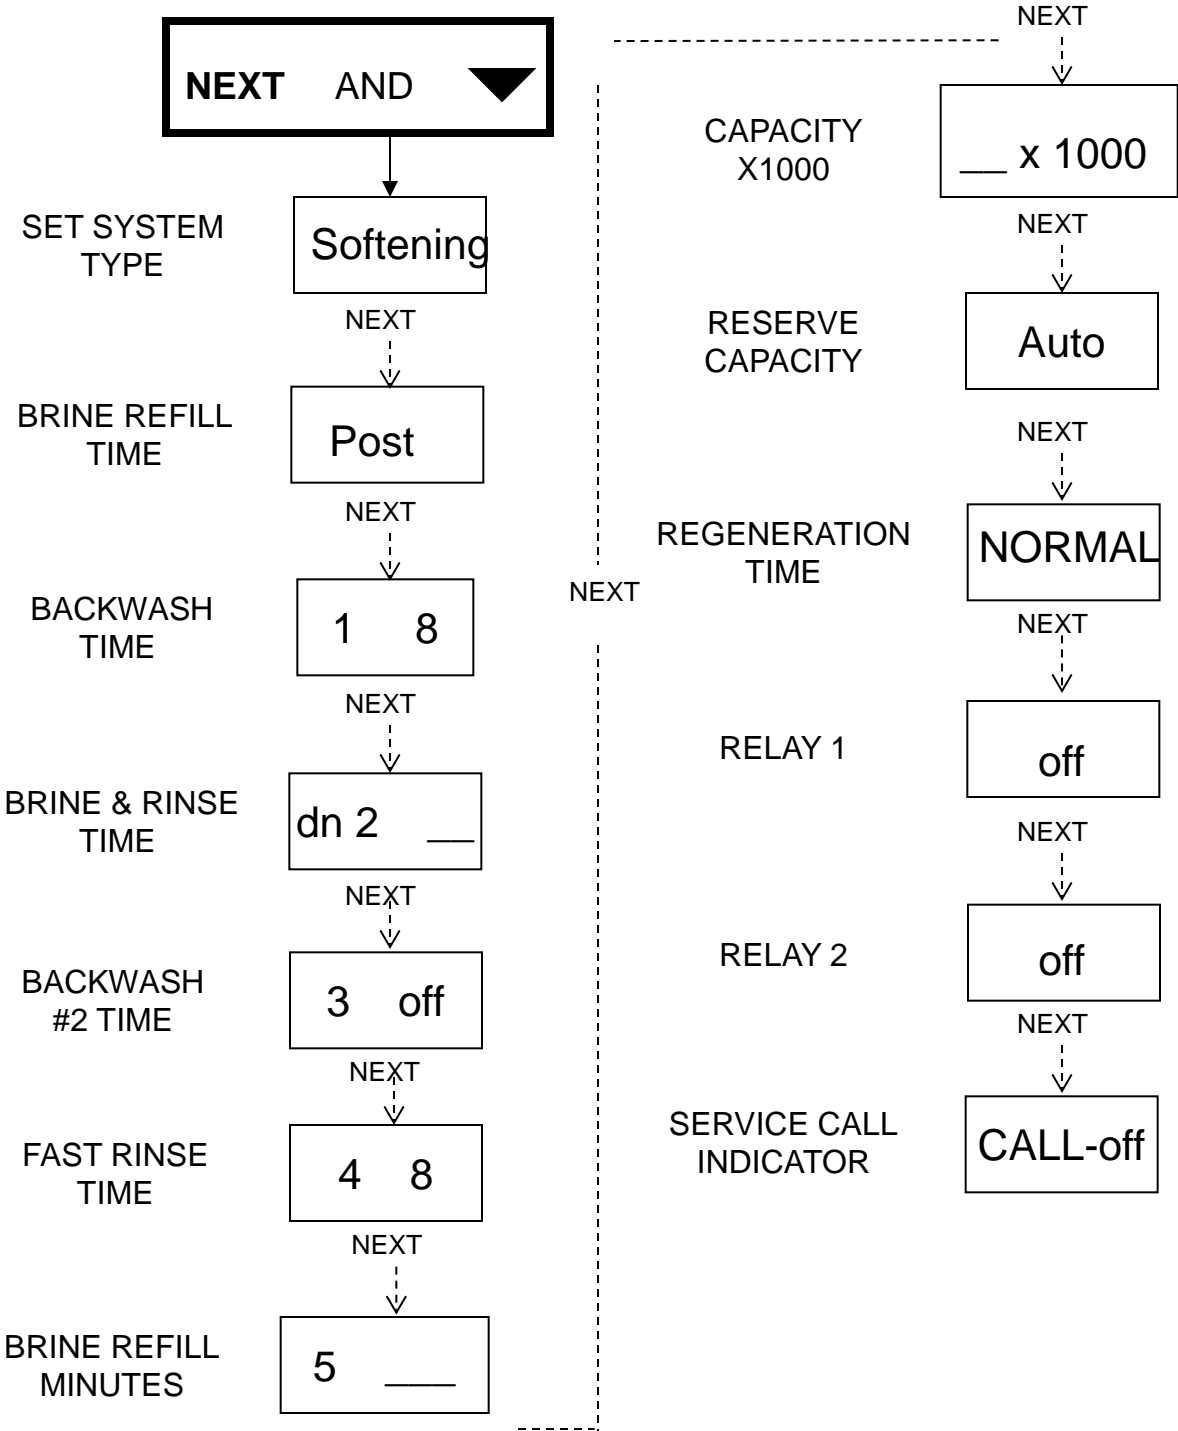 NEXT AND
SET SYSTEM
TYPE
Softening
NEXT
BRINE REFILL
TIME
Post
NEXT
BACKWASH
TIME
1 8
NEXT
BRINE & RINSE
TIME
dn 2 __
NEXT
BACKWASH
#2 TIME
3 off
NEXT
FAST RINSE
TIME
4 8
NEXT
BRINE REFILL
MINUTES
5 ___
NEXT
NEXT
CAPACITY
X1000
__ x 1000
NEXT
RESERVE
CAPACITY
Auto
NEXT
REGENERATION
TIME
NORMAL
NEXT
RELAY 1
off
NEXT
RELAY 2
off
NEXT
SERVICE CALL
INDICATOR
CALL-off